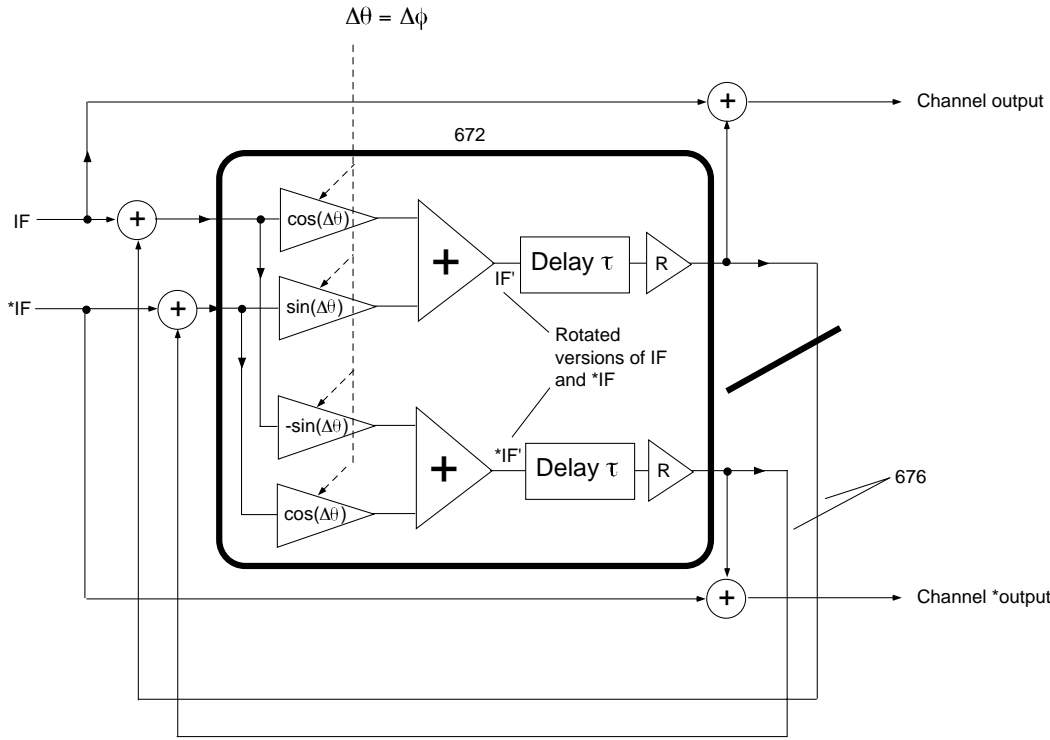 Δθ = Δϕ
Channel output
672
IF
cos(Δθ)
+
+
+
IF'
Delay τ
R
*IF
+
sin(Δθ)
Rotated
versions of IF
and *IF
-sin(Δθ)
+
*IF'
Delay τ
R
676
cos(Δθ)
+
Channel *output